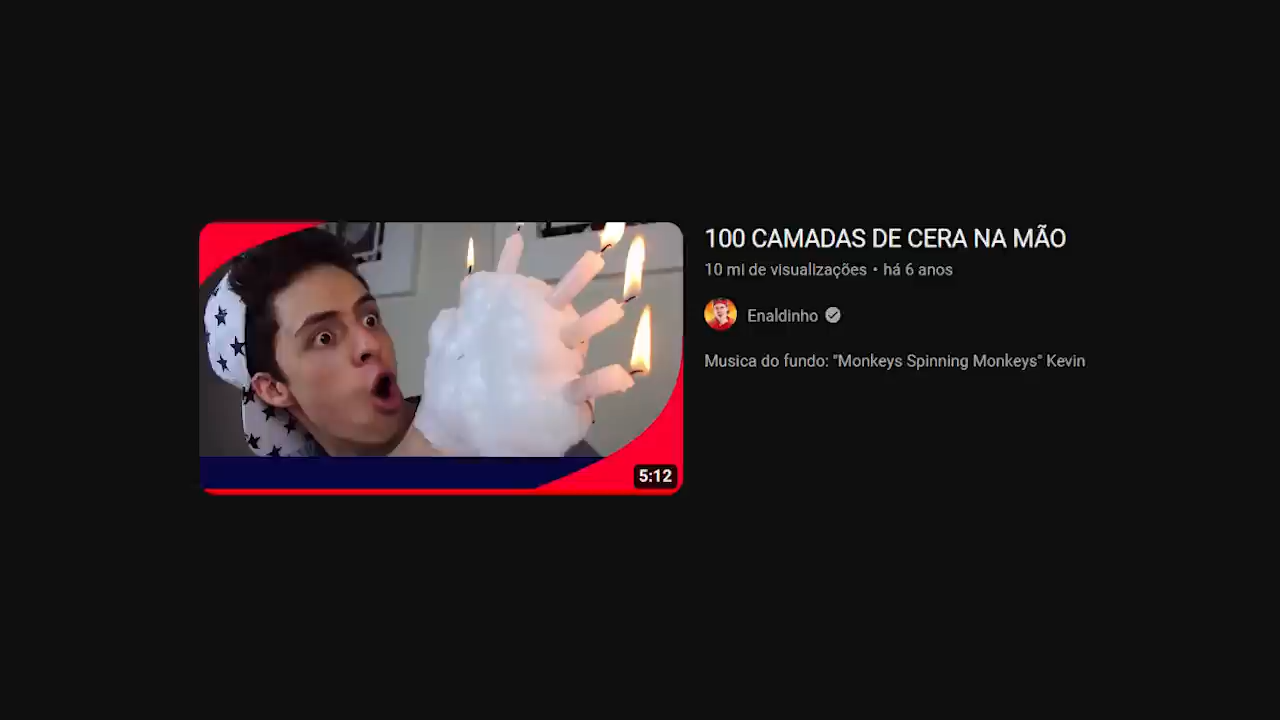 100 CAMADAS DE CERA NA MÃO
10 mi de visualizações • há 6 anos
Enaldinho
Musica do fundo: "Monkeys Spinning Monkeys" Kevin
5:12